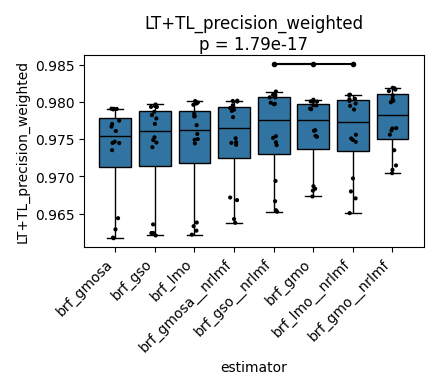 LT+TL_precision_weighted
p = 1.79e-17
LT+TL_precision_weighted
0.985
0.980
0.975
0.970
0.965
brf_gmosa
brf_gso
brf_lmo
brf_gmosa__nrlmf
brf_gso__nrlmf
brf_gmo
brf_lmo__nrlmf
brf_gmo__nrlmf
estimator